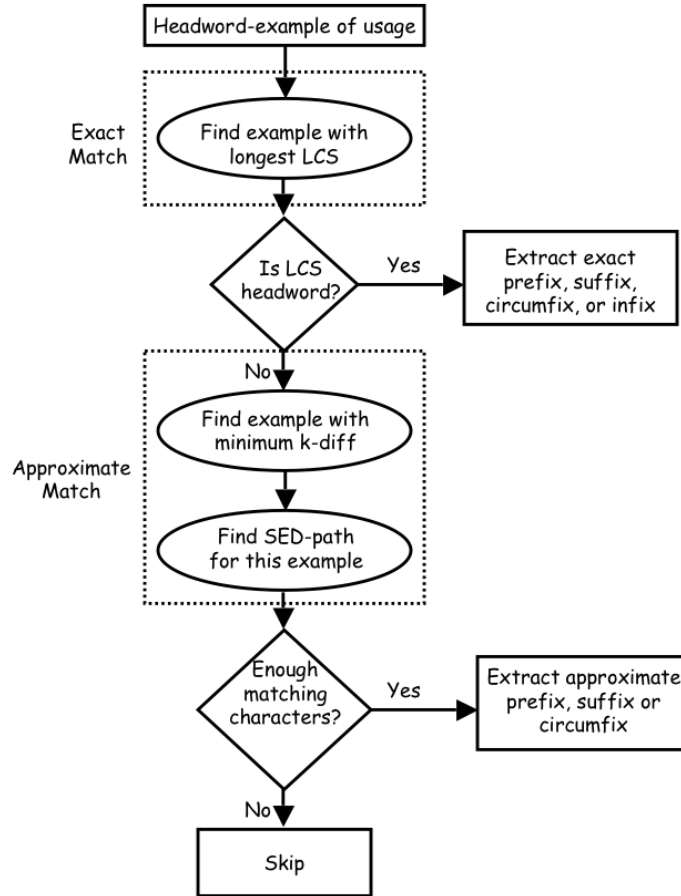 Headword-example of usage
Exact
Match
Find example with
longest LCS
Is LCS
headword?
Yes
Extract exact
prefix, suffix,
circumfix, or infix
No
Approximate
Match
Find example with
minimum k-diff
Find SED-path
for this example
Enough
matching
characters?
Yes
Extract approximate
prefix, suffix or
circumfix
No
Skip